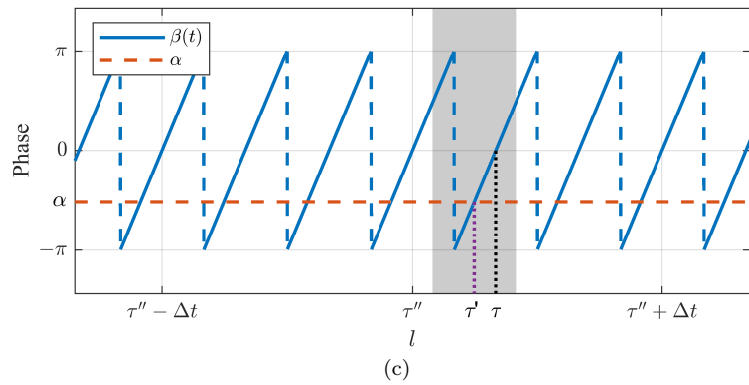 π
β(t)
α
Phase
0
α
−π
τ″ − Δt
τ″
τ'
τ
τ″ + Δt
l
(c)